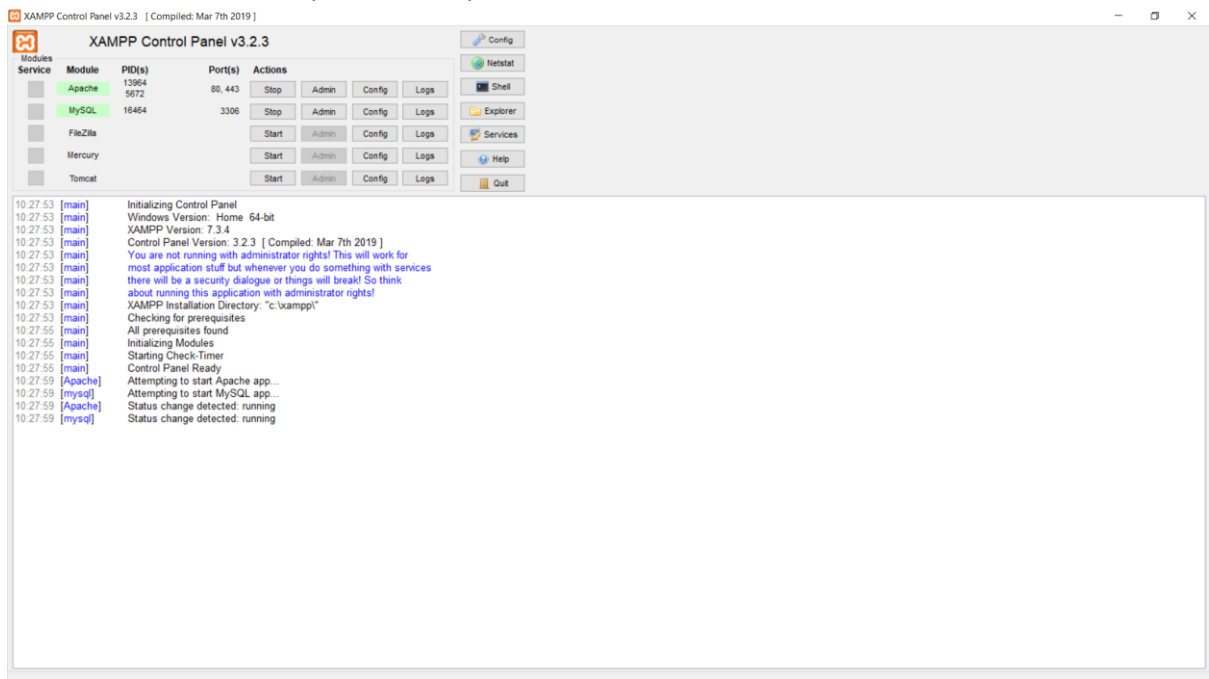 XAMPP Control Panel v3.2.3 [ Compiled: Mar 7th 2019 ]
XAMPP Control Panel v3.2.3
Config
Modules
Netstat
Service Module PID(s) Port(s) Actions
Apache 13964 5672 80, 443 Stop Admin Config Logs
Shell
MySQL 16464 3306 Stop Admin Config Logs
Explorer
FileZilla Start Admin Config Logs
Services
Mercury Start Admin Config Logs
Help
Tomcat Start Admin Config Logs
Quit
10:27:53 [main] Initializing Control Panel
10:27:53 [main] Windows Version: Home 64-bit
10:27:53 [main] XAMPP Version: 7.3.4
10:27:53 [main] Control Panel Version: 3.2.3 [ Compiled: Mar 7th 2019 ]
10:27:53 [main] You are not running with administrator rights! This will work for
10:27:53 [main] most application stuff but whenever you do something with services
10:27:53 [main] there will be a security dialogue or things will break! So think
10:27:53 [main] about running this application with administrator rights!
10:27:53 [main] XAMPP Installation Directory: "c:\xampp\"
10:27:53 [main] Checking for prerequisites
10:27:55 [main] All prerequisites found
10:27:55 [main] Initializing Modules
10:27:55 [main] Starting Check-Timer
10:27:55 [main] Control Panel Ready
10:27:59 [Apache] Attempting to start Apache app...
10:27:59 [mysql] Attempting to start MySQL app...
10:27:59 [Apache] Status change detected: running
10:27:59 [mysql] Status change detected: running